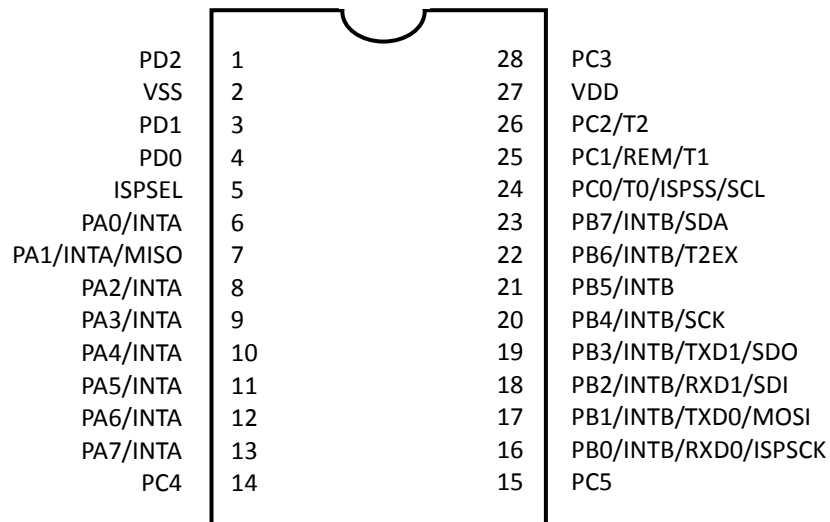 PD2 1 28 PC3
VSS 2 27 VDD
PD1 3 26 PC2/T2
PD0 4 25 PC1/REM/T1
ISPSEL 5 24 PC0/T0/ISPSS/SCL
PA0/INTA 6 23 PB7/INTB/SDA
PA1/INTA/MISO 7 22 PB6/INTB/T2EX
PA2/INTA 8 21 PB5/INTB
PA3/INTA 9 20 PB4/INTB/SCK
PA4/INTA 10 19 PB3/INTB/TXD1/SDO
PA5/INTA 11 18 PB2/INTB/RXD1/SDI
PA6/INTA 12 17 PB1/INTB/TXD0/MOSI
PA7/INTA 13 16 PB0/INTB/RXD0/ISPSCK
PC4 14 15 PC5